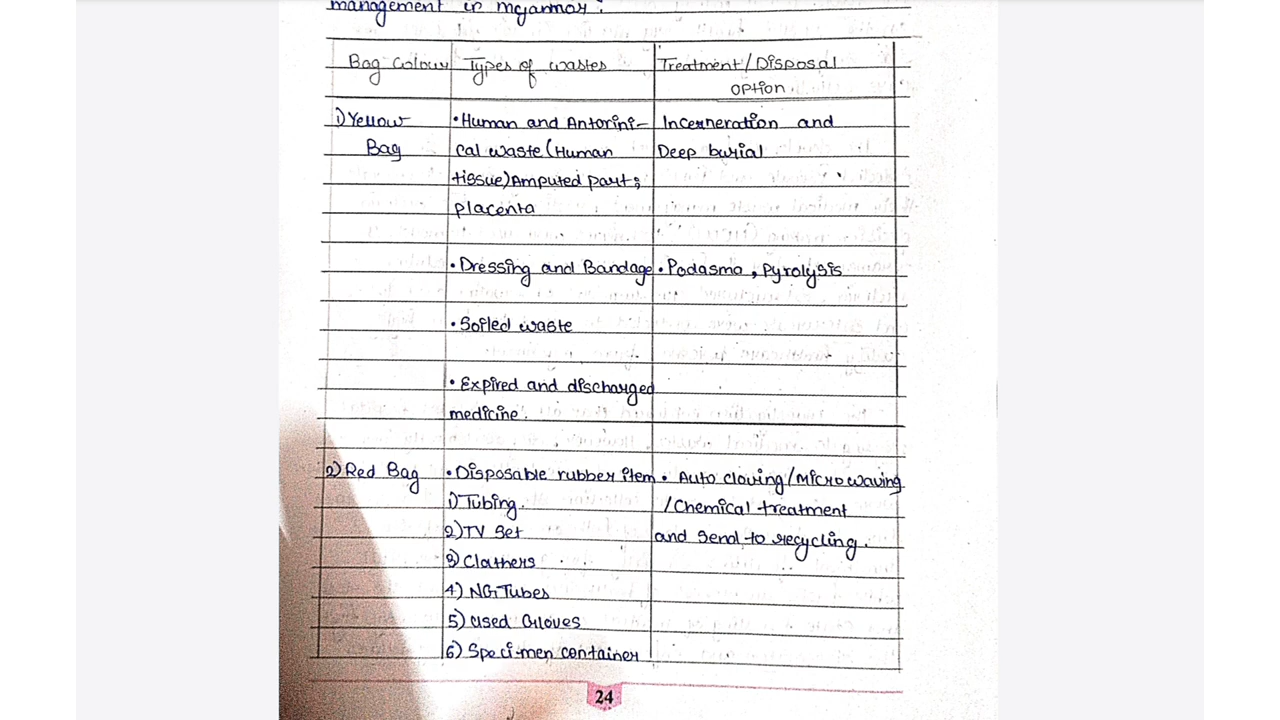 management in myanmar.
Bag Colour Types of wastes Treatment/Disposal
option.
1) Yellow • Human and Antorini- Incerneration and
Bag cal waste (Human Deep burial
tissue) Amputed part;
placenta
• Dressing and Bandage • Podasma, Pyrolysis
• Soiled waste
• Expired and discharged
medicine.
2) Red Bag • Disposable rubber item • Auto claving/Microwaving
1) Tubing. /Chemical treatment
2) TV Set and send to recycling.
3) Clathers
4) NG Tubes
5) used Gloves
6) Specimen container
24